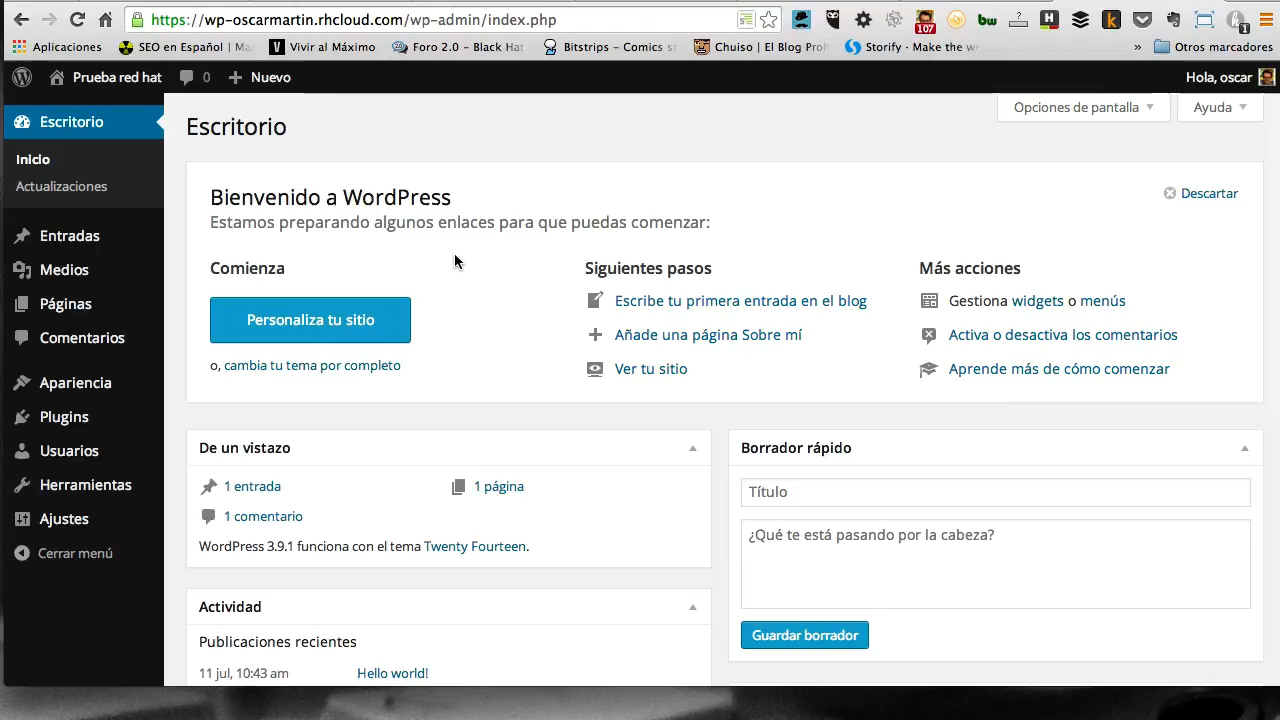 https://wp-oscarmartin.rhcloud.com/wp-admin/index.php
107
bw
H
k
1
Aplicaciones
SEO en Español | Ma
V Vivir al Máximo
Foro 2.0 - Black Hat
Bitstrips - Comics st
Chuiso | El Blog Prob
Storify · Make the w
»
Otros marcadores
Prueba red hat
0
Nuevo
Hola, oscar
Escritorio
Inicio
Actualizaciones
Entradas
Medios
Páginas
Comentarios
Apariencia
Plugins
Usuarios
Herramientas
Ajustes
Cerrar menú
Opciones de pantalla
Ayuda
Escritorio
Bienvenido a WordPress
Descartar
Estamos preparando algunos enlaces para que puedas comenzar:
Comienza
Personaliza tu sitio
o, cambia tu tema por completo
Siguientes pasos
Escribe tu primera entrada en el blog
Añade una página Sobre mí
Ver tu sitio
Más acciones
Gestiona widgets o menús
Activa o desactiva los comentarios
Aprende más de cómo comenzar
De un vistazo
1 entrada
1 página
1 comentario
WordPress 3.9.1 funciona con el tema Twenty Fourteen.
Actividad
Publicaciones recientes
11 jul, 10:43 am
Hello world!
Borrador rápido
Título
¿Qué te está pasando por la cabeza?
Guardar borrador